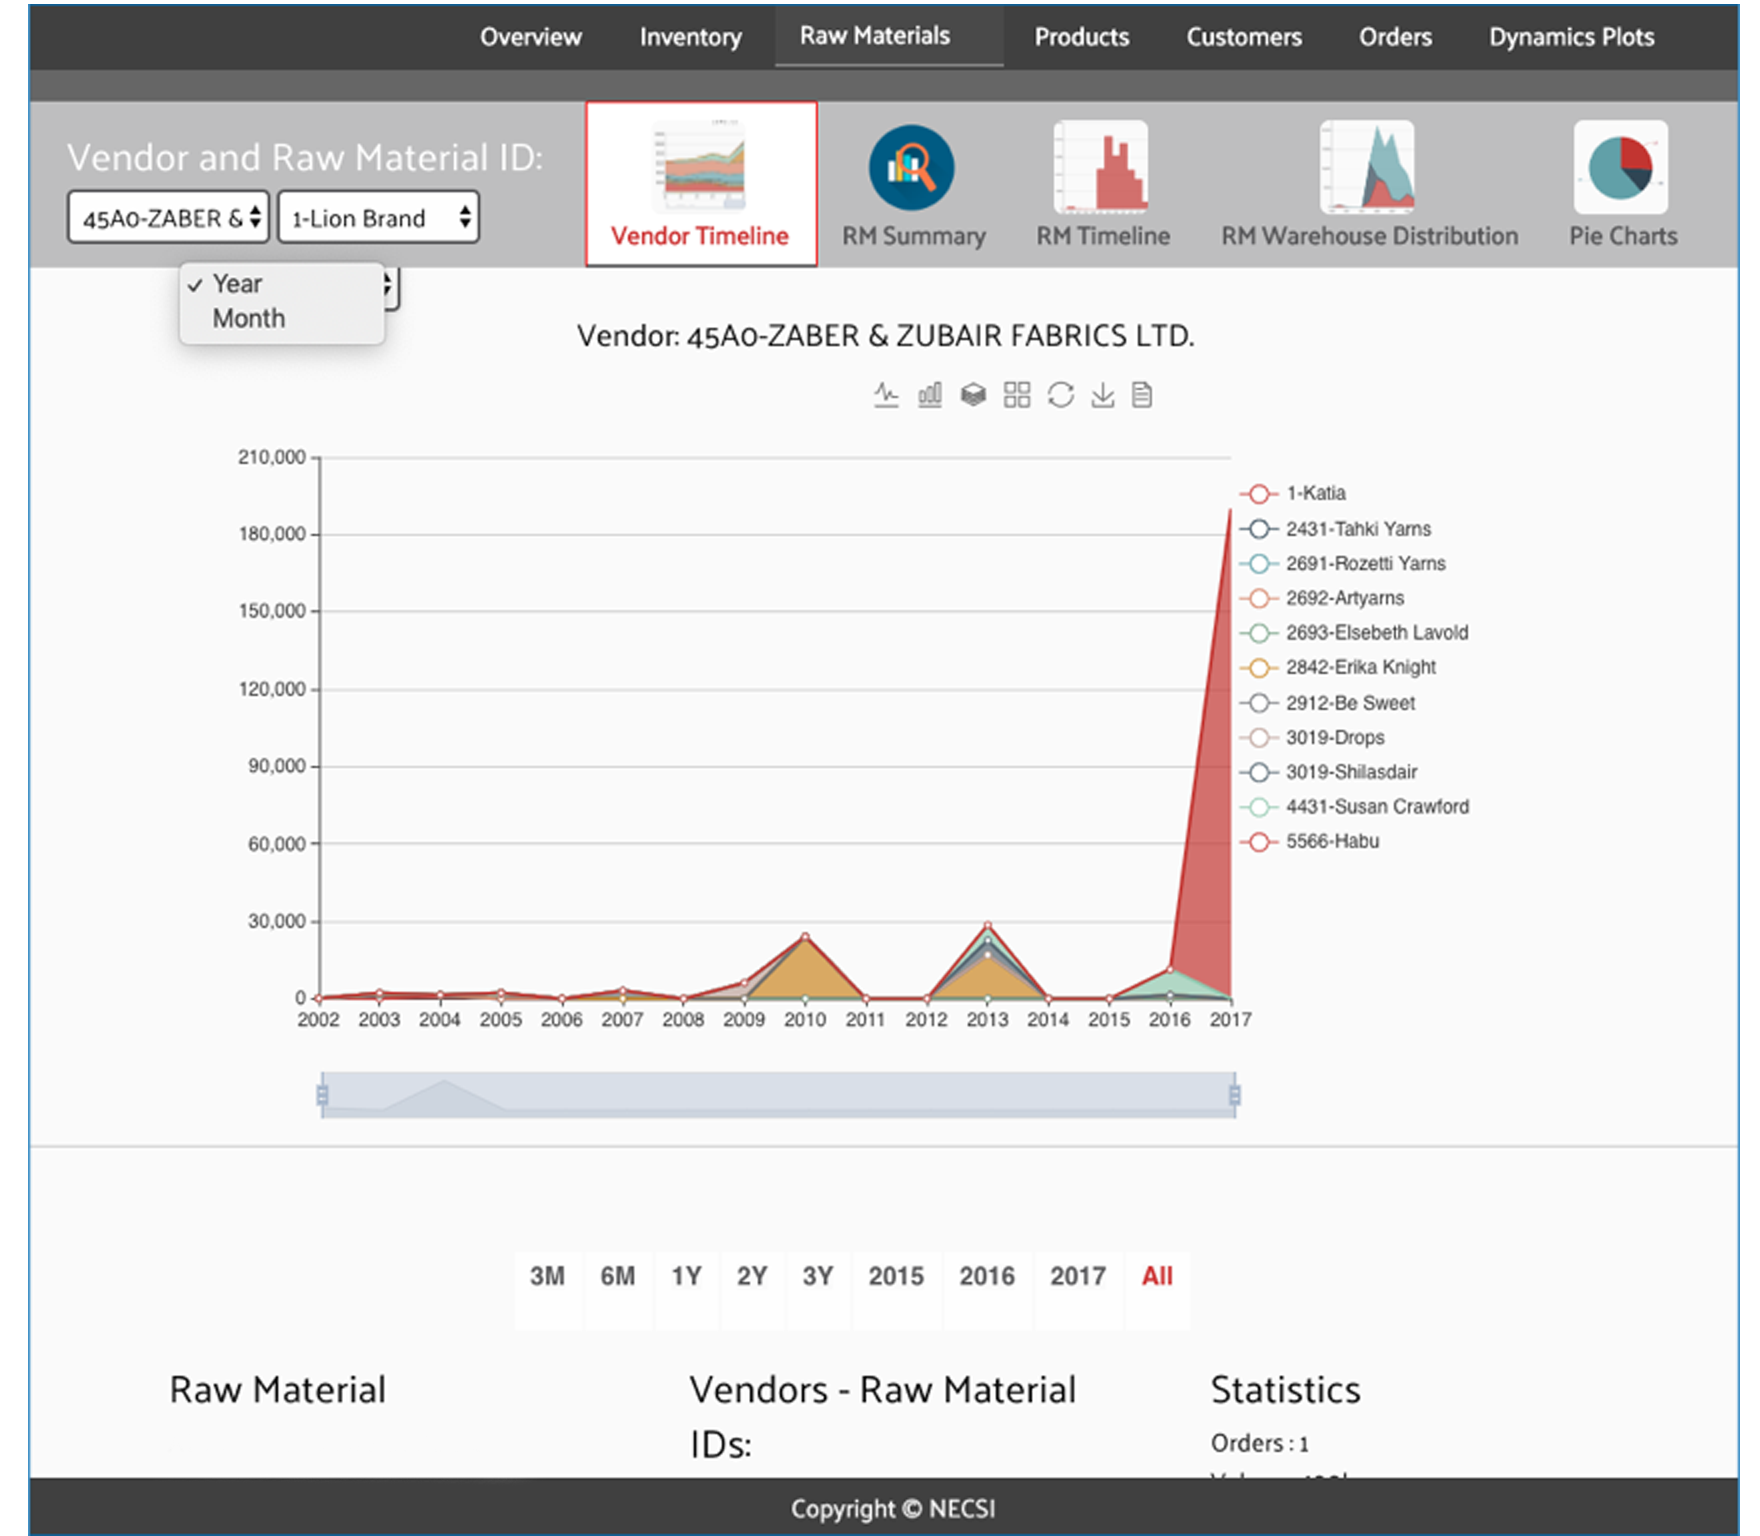 Overview Inventory Raw Materials Products Customers Orders Dynamics Plots
Vendor and Raw Material ID:
45A0-ZABER & 1-Lion Brand
Vendor Timeline RM Summary RM Timeline RM Warehouse Distribution Pie Charts
✓ Year
Month
Vendor: 45A0-ZABER & ZUBAIR FABRICS LTD.
210,000
180,000
150,000
120,000
90,000
60,000
30,000
0
2002 2003 2004 2005 2006 2007 2008 2009 2010 2011 2012 2013 2014 2015 2016 2017
1-Katia
2431-Tahki Yarns
2691-Rozetti Yarns
2692-Artyarns
2693-Elsebeth Lavold
2842-Erika Knight
2912-Be Sweet
3019-Drops
3019-Shilasdair
4431-Susan Crawford
5566-Habu
3M 6M 1Y 2Y 3Y 2015 2016 2017 All
Raw Material
Vendors - Raw Material
IDs:
Statistics
Orders : 1
Copyright © NECSI